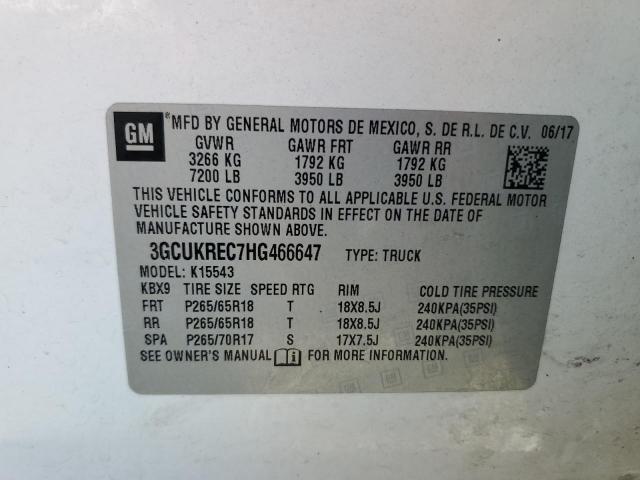 GM ®MFD BY GENERAL MOTORS DE MEXICO, S. DE R.L. DE C.V. 06/17
GVWR GAWR FRT GAWR RR
3266 KG 1792 KG 1792 KG
7200 LB 3950 LB 3950 LB
THIS VEHICLE CONFORMS TO ALL APPLICABLE U.S. FEDERAL MOTOR
VEHICLE SAFETY STANDARDS IN EFFECT ON THE DATE OF
MANUFACTURE SHOWN ABOVE.
3GCUKREC7HG466647 TYPE: TRUCK
MODEL: K15543
KBX9 TIRE SIZE SPEED RTG RIM COLD TIRE PRESSURE
FRT P265/65R18 T 18X8.5J 240KPA(35PSI)
RR P265/65R18 T 18X8.5J 240KPA(35PSI)
SPA P265/70R17 S 17X7.5J 240KPA(35PSI)
SEE OWNER'S MANUAL FOR MORE INFORMATION.